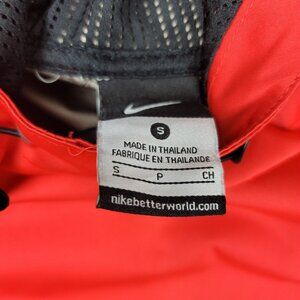 S
MADE IN THAILAND
FABRIQUE EN THAILANDE
S P CH
nikebetterworld.com